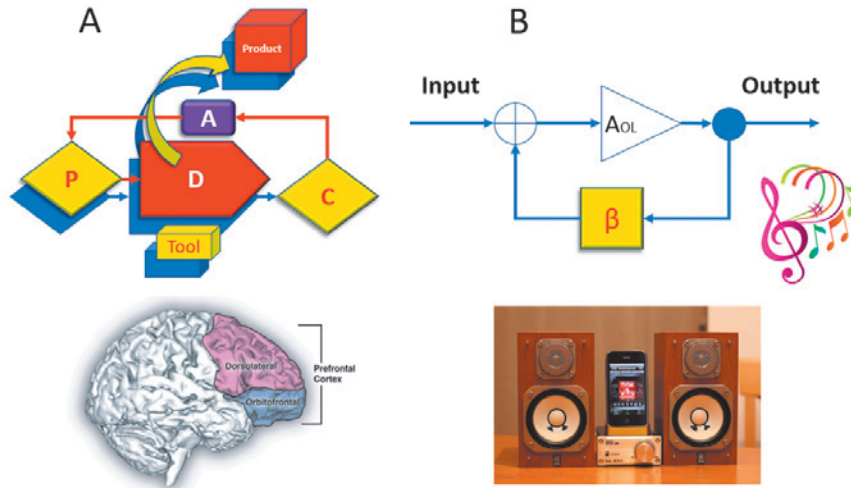 A
Product
A
P
D
C
Tool
Dorsolateral
Orbitofrontal
Prefrontal
Cortex
B
Input
Output
AOL
β